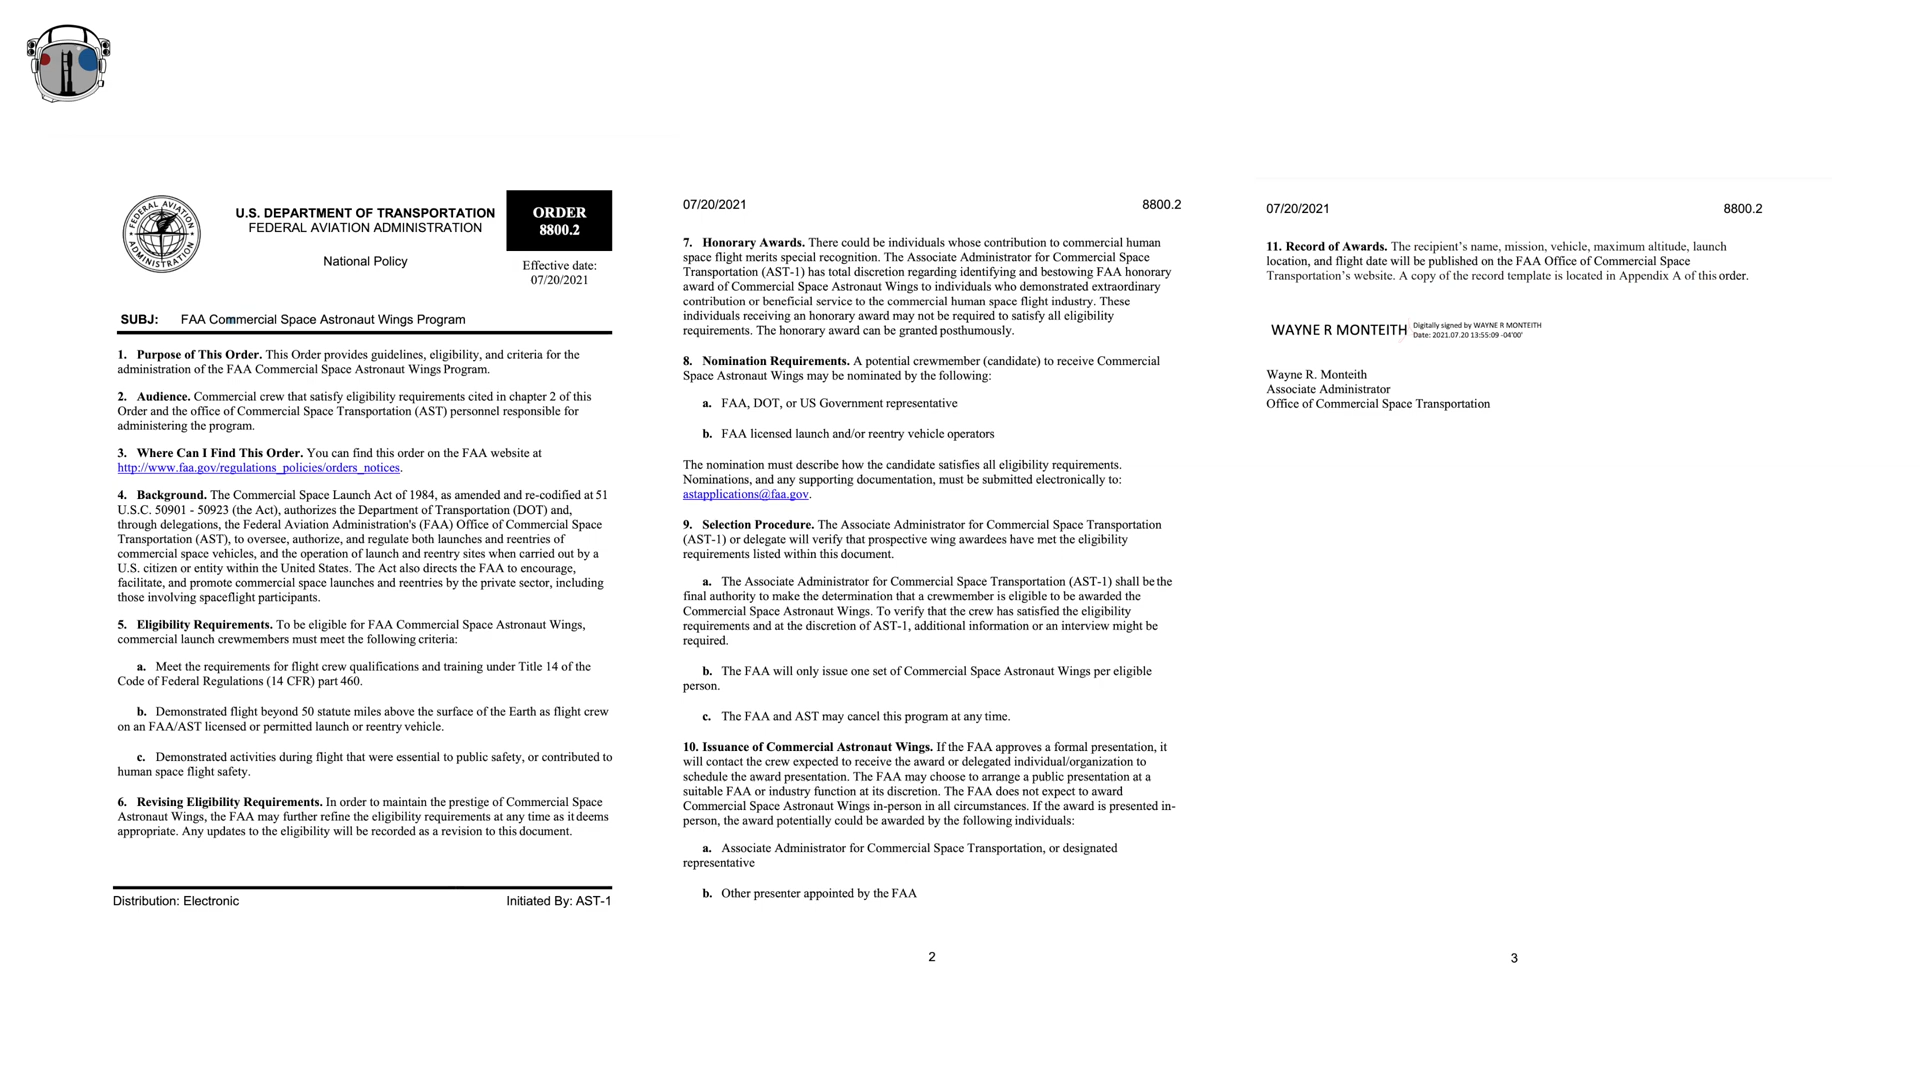 U.S. DEPARTMENT OF TRANSPORTATION
FEDERAL AVIATION ADMINISTRATION
National Policy
ORDER
8800.2
Effective date:
07/20/2021
FEDERAL AVIATION
ADMINISTRATION
SUBJ: FAA Commercial Space Astronaut Wings Program
1. Purpose of This Order. This Order provides guidelines, eligibility, and criteria for the
administration of the FAA Commercial Space Astronaut Wings Program.
2. Audience. Commercial crew that satisfy eligibility requirements cited in chapter 2 of this
Order and the office of Commercial Space Transportation (AST) personnel responsible for
administering the program.
3. Where Can I Find This Order. You can find this order on the FAA website at
http://www.faa.gov/regulations_policies/orders_notices.
4. Background. The Commercial Space Launch Act of 1984, as amended and re-codified at 51
U.S.C. 50901 - 50923 (the Act), authorizes the Department of Transportation (DOT) and,
through delegations, the Federal Aviation Administration's (FAA) Office of Commercial Space
Transportation (AST), to oversee, authorize, and regulate both launches and reentries of
commercial space vehicles, and the operation of launch and reentry sites when carried out by a
U.S. citizen or entity within the United States. The Act also directs the FAA to encourage,
facilitate, and promote commercial space launches and reentries by the private sector, including
those involving spaceflight participants.
5. Eligibility Requirements. To be eligible for FAA Commercial Space Astronaut Wings,
commercial launch crewmembers must meet the following criteria:
a. Meet the requirements for flight crew qualifications and training under Title 14 of the
Code of Federal Regulations (14 CFR) part 460.
b. Demonstrated flight beyond 50 statute miles above the surface of the Earth as flight crew
on an FAA/AST licensed or permitted launch or reentry vehicle.
c. Demonstrated activities during flight that were essential to public safety, or contributed to
human space flight safety.
6. Revising Eligibility Requirements. In order to maintain the prestige of Commercial Space
Astronaut Wings, the FAA may further refine the eligibility requirements at any time as it deems
appropriate. Any updates to the eligibility will be recorded as a revision to this document.
Distribution: Electronic
Initiated By: AST-1
07/20/2021
8800.2
7. Honorary Awards. There could be individuals whose contribution to commercial human
space flight merits special recognition. The Associate Administrator for Commercial Space
Transportation (AST-1) has total discretion regarding identifying and bestowing FAA honorary
award of Commercial Space Astronaut Wings to individuals who demonstrated extraordinary
contribution or beneficial service to the commercial human space flight industry. These
individuals receiving an honorary award may not be required to satisfy all eligibility
requirements. The honorary award can be granted posthumously.
8. Nomination Requirements. A potential crewmember (candidate) to receive Commercial
Space Astronaut Wings may be nominated by the following:
a. FAA, DOT, or US Government representative
b. FAA licensed launch and/or reentry vehicle operators
The nomination must describe how the candidate satisfies all eligibility requirements.
Nominations, and any supporting documentation, must be submitted electronically to:
astapplications@faa.gov.
9. Selection Procedure. The Associate Administrator for Commercial Space Transportation
(AST-1) or delegate will verify that prospective wing awardees have met the eligibility
requirements listed within this document.
a. The Associate Administrator for Commercial Space Transportation (AST-1) shall be the
final authority to make the determination that a crewmember is eligible to be awarded the
Commercial Space Astronaut Wings. To verify that the crew has satisfied the eligibility
requirements and at the discretion of AST-1, additional information or an interview might be
required.
b. The FAA will only issue one set of Commercial Space Astronaut Wings per eligible
person.
c. The FAA and AST may cancel this program at any time.
10. Issuance of Commercial Astronaut Wings. If the FAA approves a formal presentation, it
will contact the crew expected to receive the award or delegated individual/organization to
schedule the award presentation. The FAA may choose to arrange a public presentation at a
suitable FAA or industry function at its discretion. The FAA does not expect to award
Commercial Space Astronaut Wings in-person in all circumstances. If the award is presented in-
person, the award potentially could be awarded by the following individuals:
a. Associate Administrator for Commercial Space Transportation, or designated
representative
b. Other presenter appointed by the FAA
2
07/20/2021
8800.2
11. Record of Awards. The recipient's name, mission, vehicle, maximum altitude, launch
location, and flight date will be published on the FAA Office of Commercial Space
Transportation's website. A copy of the record template is located in Appendix A of this order.
WAYNE R MONTEITH
Digitally signed by WAYNE R MONTEITH
Date: 2021.07.20 13:55:09 -04'00'
Wayne R. Monteith
Associate Administrator
Office of Commercial Space Transportation
3